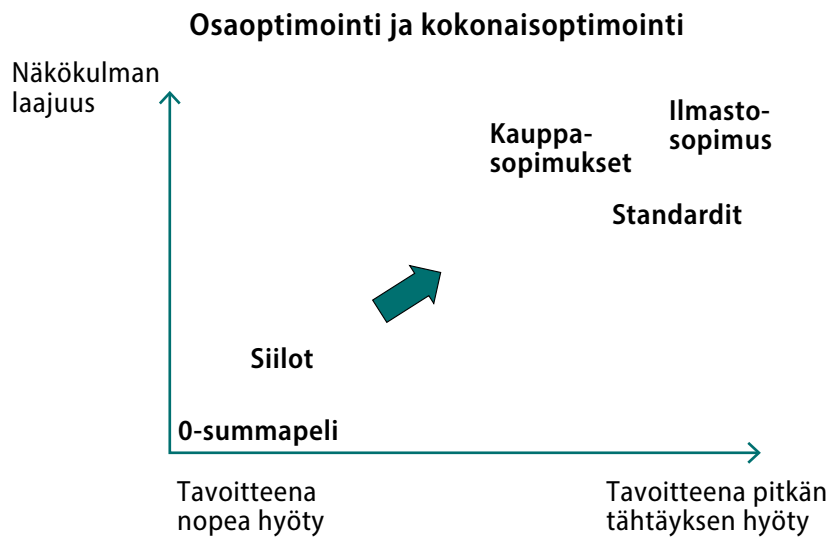 Osaoptimointi ja kokonaisoptimointi
Näkökulman
laajuus
Ilmasto-
sopimus
Kauppa-
sopimukset
Standardit
Siilot
0-summapeli
Tavoitteena
nopea hyöty
Tavoitteena pitkän
tähtäyksen hyöty